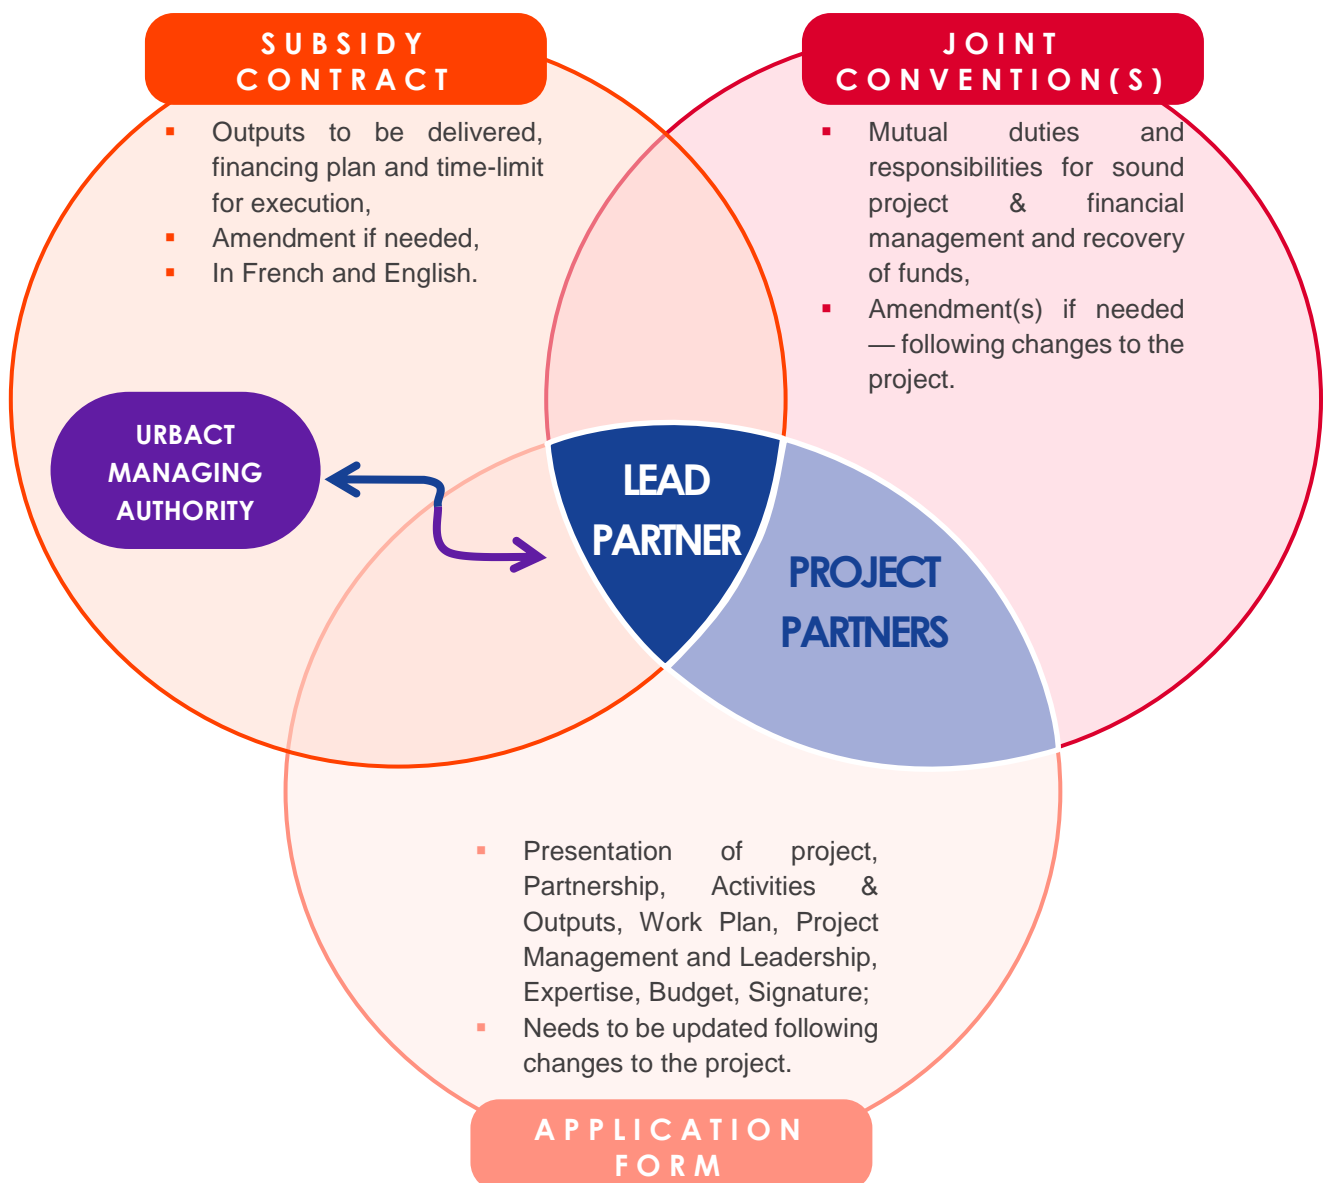 SUBSIDY
CONTRACT
▪ Outputs to be delivered,
financing plan and time-limit
for execution,
▪ Amendment if needed,
▪ In French and English.
JOINT
CONVENTION(S)
▪ Mutual duties and
responsibilities for sound
project & financial
management and recovery
of funds,
▪ Amendment(s) if needed
— following changes to the
project.
URBACT
MANAGING
AUTHORITY
LEAD
PARTNER
PROJECT
PARTNERS
▪ Presentation of project,
Partnership, Activities &
Outputs, Work Plan, Project
Management and Leadership,
Expertise, Budget, Signature;
▪ Needs to be updated following
changes to the project.
APPLICATION
FORM